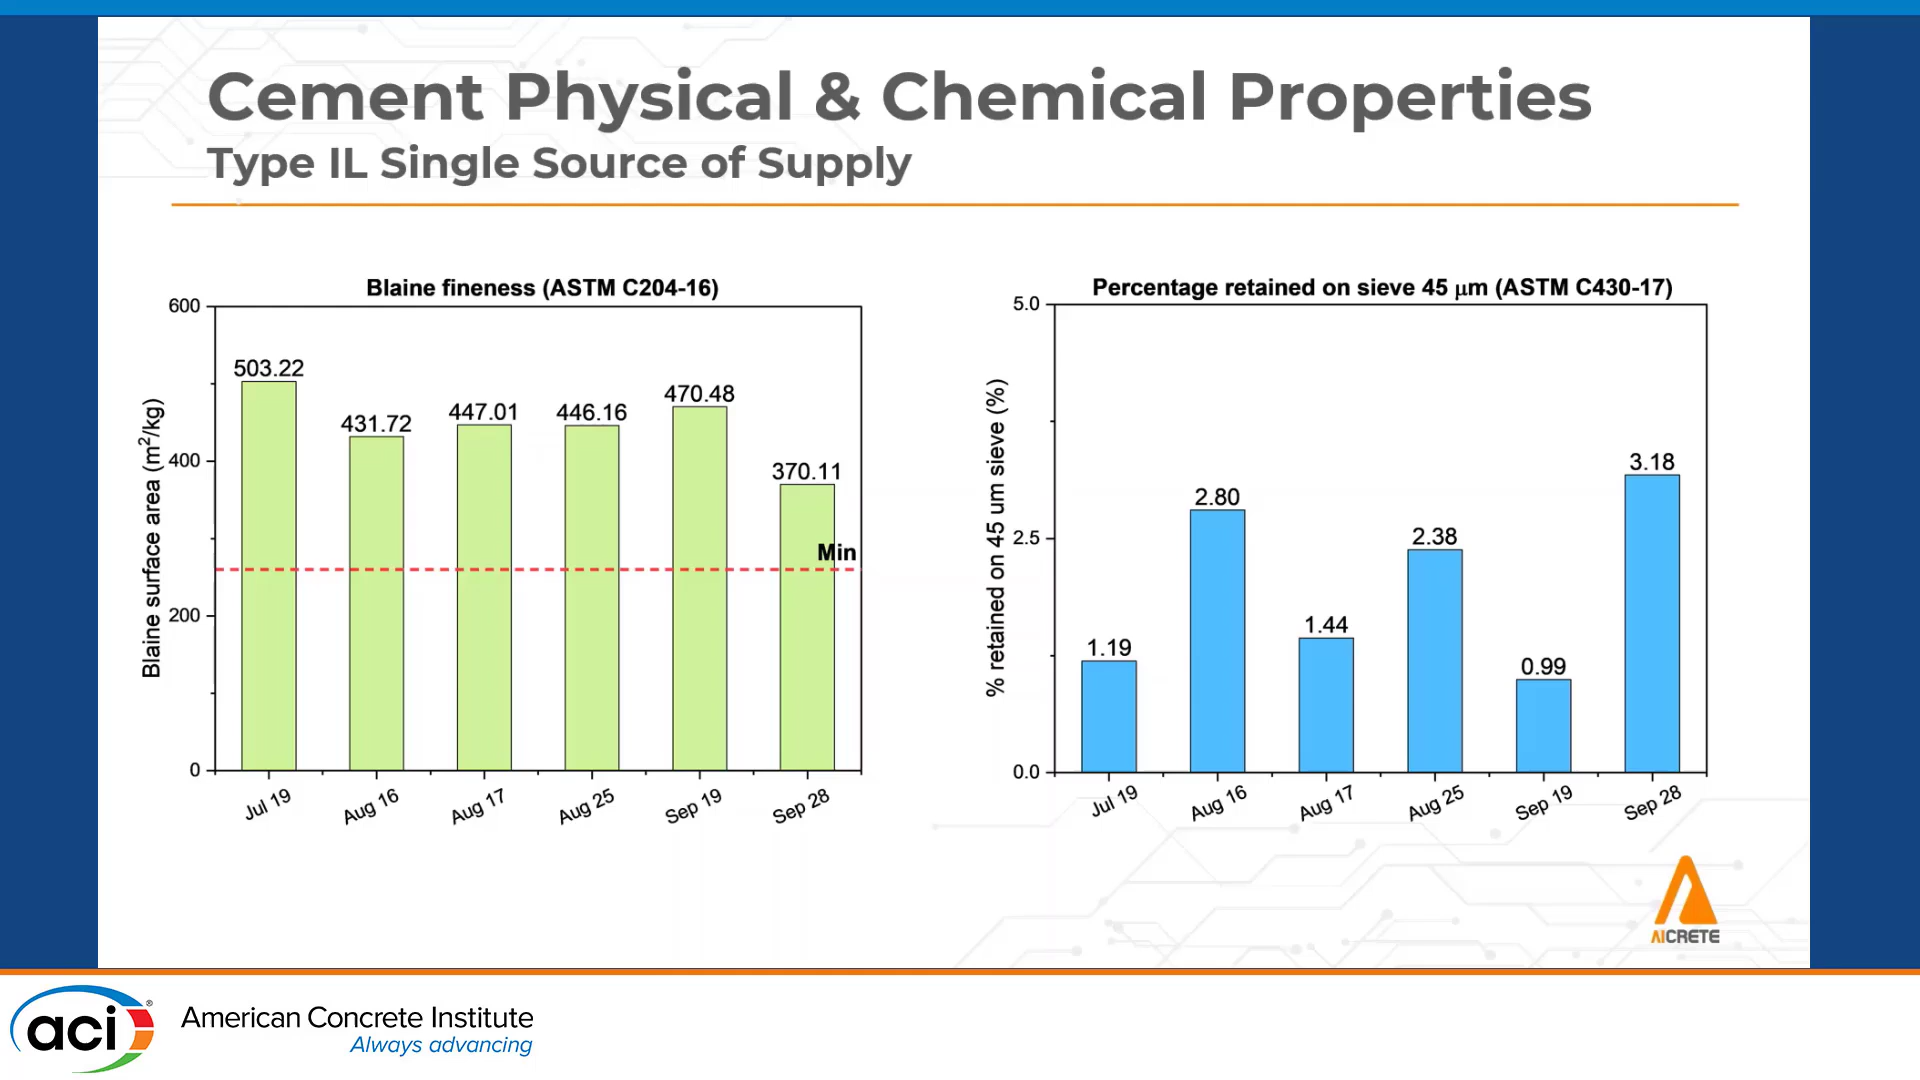 Cement Physical & Chemical Properties
Type IL Single Source of Supply
Blaine fineness (ASTM C204-16)
Blaine surface area (m²/kg)
600
400
200
0
503.22
431.72
447.01
446.16
470.48
370.11
Min
Jul 19
Aug 16
Aug 17
Aug 25
Sep 19
Sep 28
Percentage retained on sieve 45 μm (ASTM C430-17)
% retained on 45 um sieve (%)
5.0
2.5
0.0
1.19
2.80
1.44
2.38
0.99
3.18
Jul 19
Aug 16
Aug 17
Aug 25
Sep 19
Sep 28
AICRETE
aci®
American Concrete Institute
Always advancing